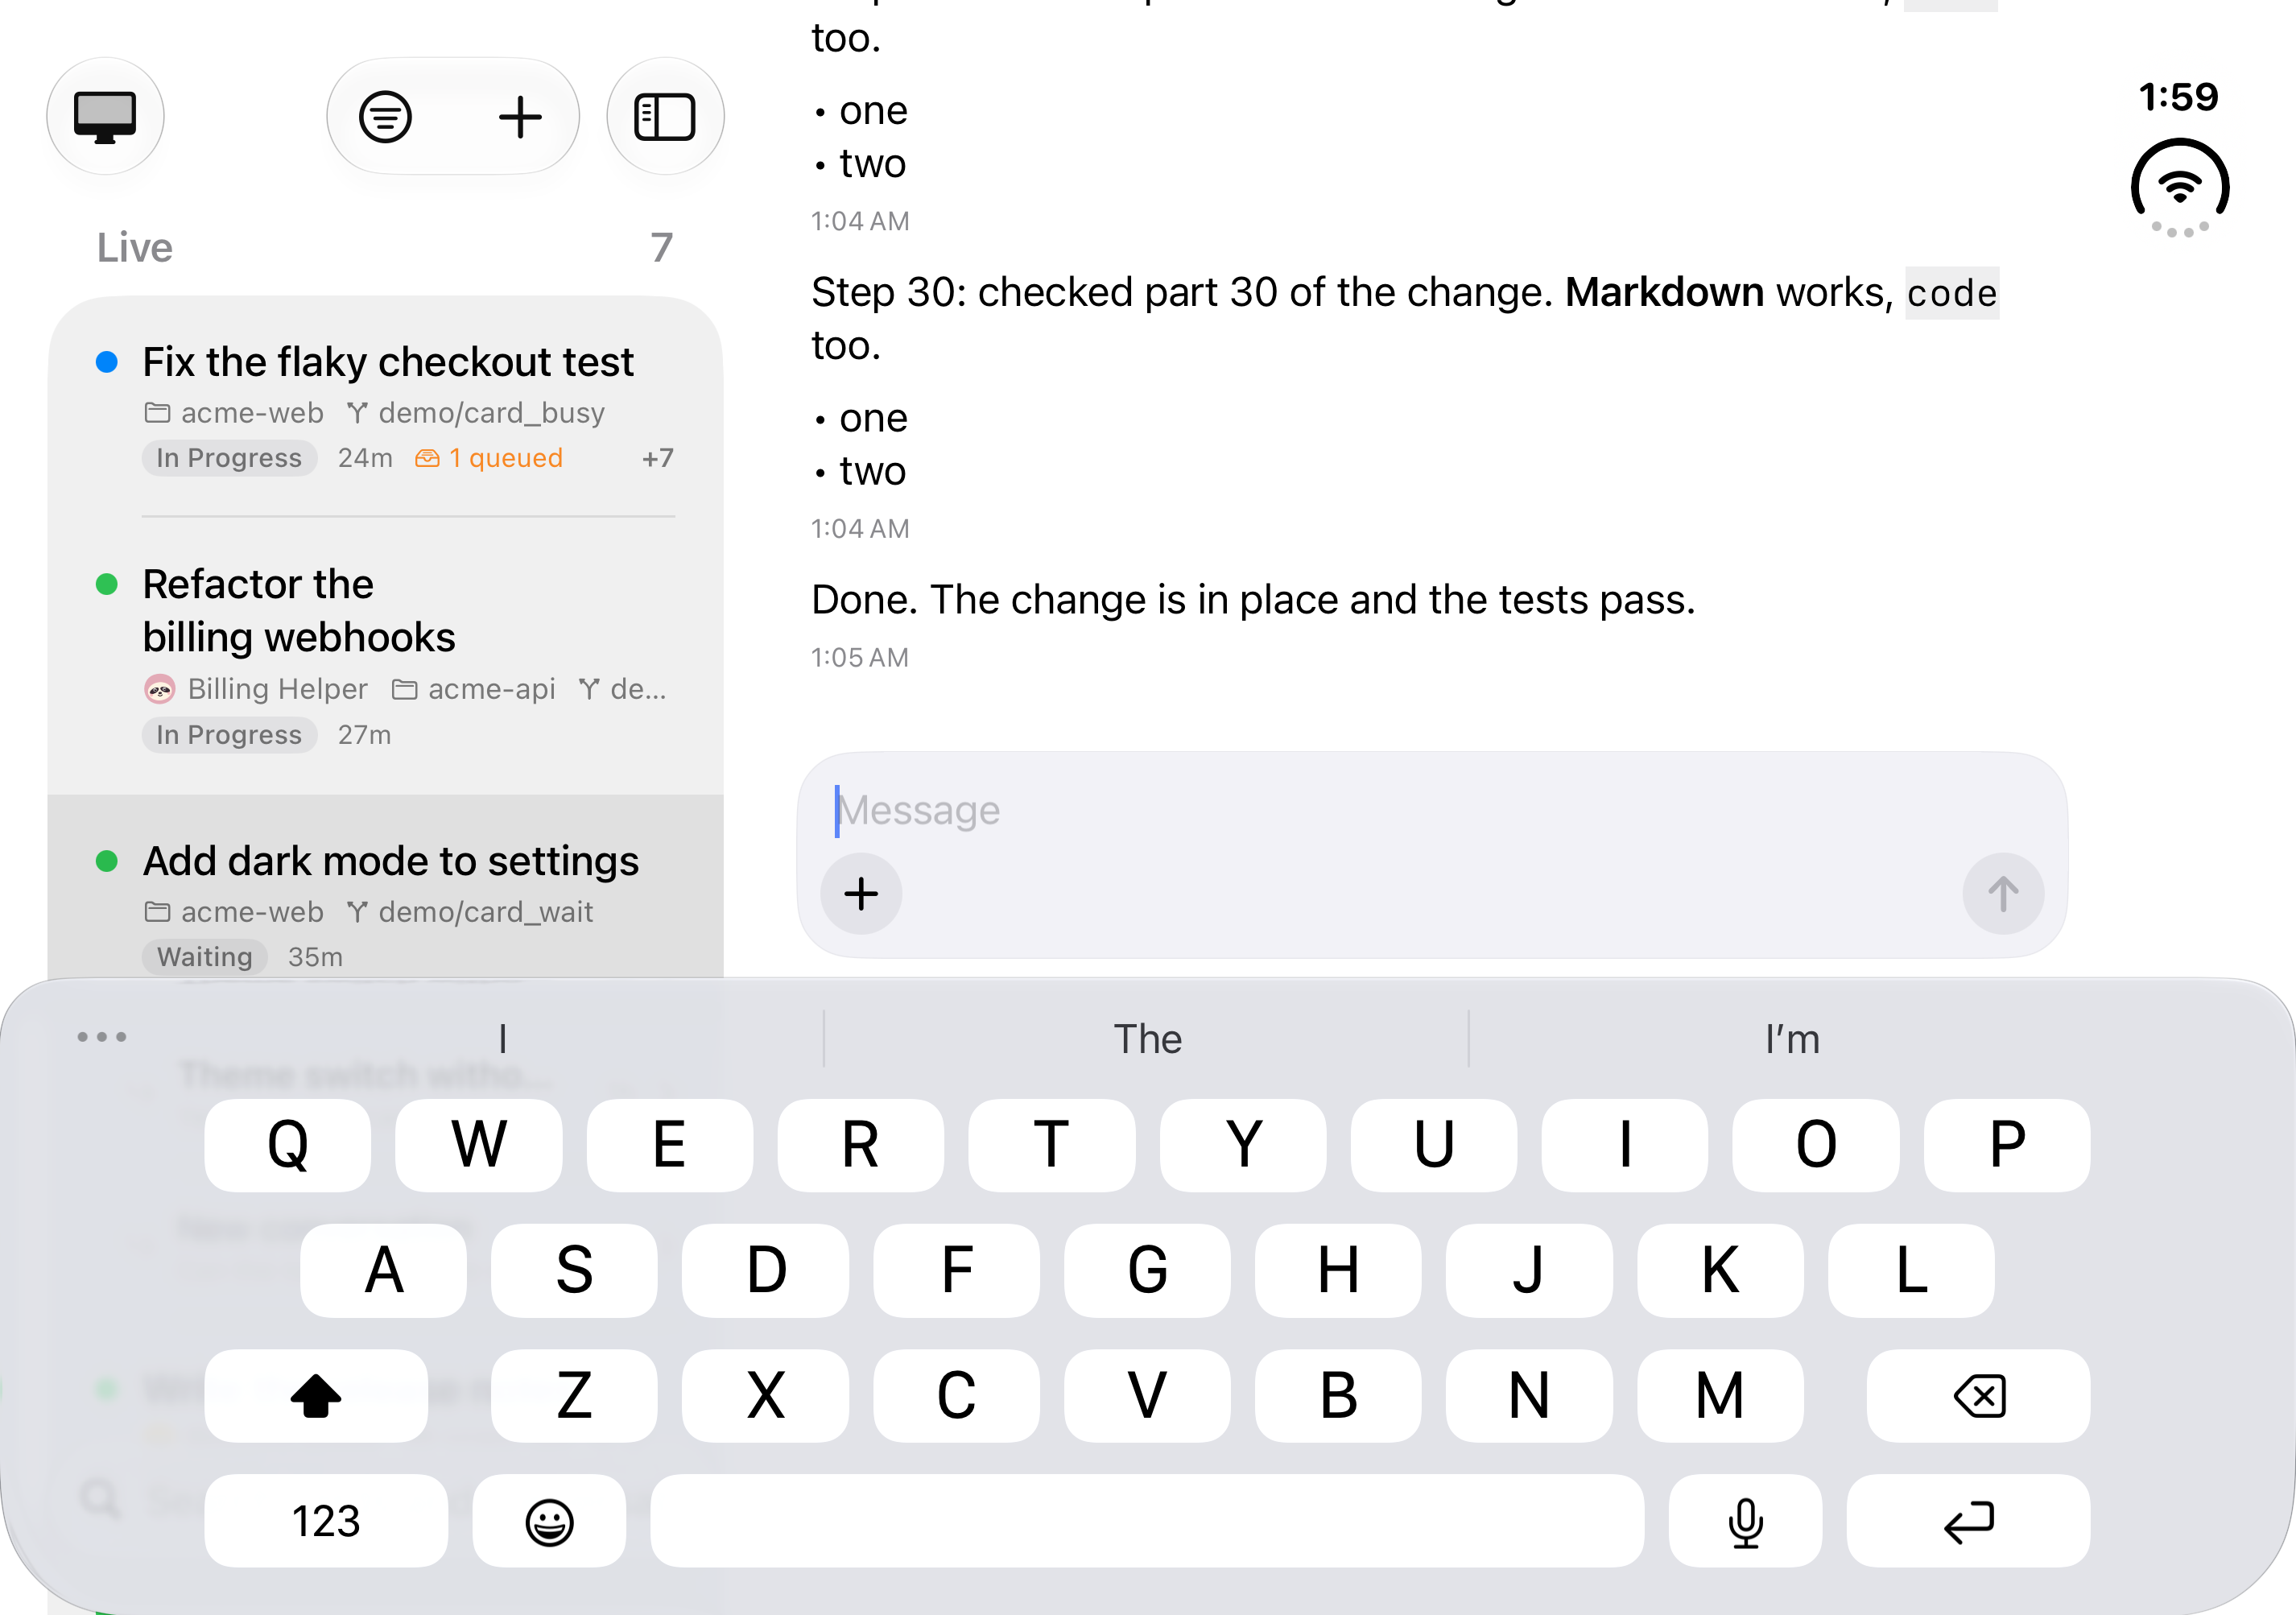 too.
• one
• two
1:04 AM
1:59
Live 7
Step 30: checked part 30 of the change. Markdown works, code
too.
• one
• two
1:04 AM
Done. The change is in place and the tests pass.
1:05 AM
Fix the flaky checkout test
acme-web demo/card_busy
In Progress 24m 1 queued +7
Refactor the
billing webhooks
Billing Helper acme-api de...
In Progress 27m
Add dark mode to settings
acme-web demo/card_wait
Waiting 35m
Message
I The I'm
Theme switch witho...
Q W E R T Y U I O P
A S D F G H J K L
Z X C V B N M
123